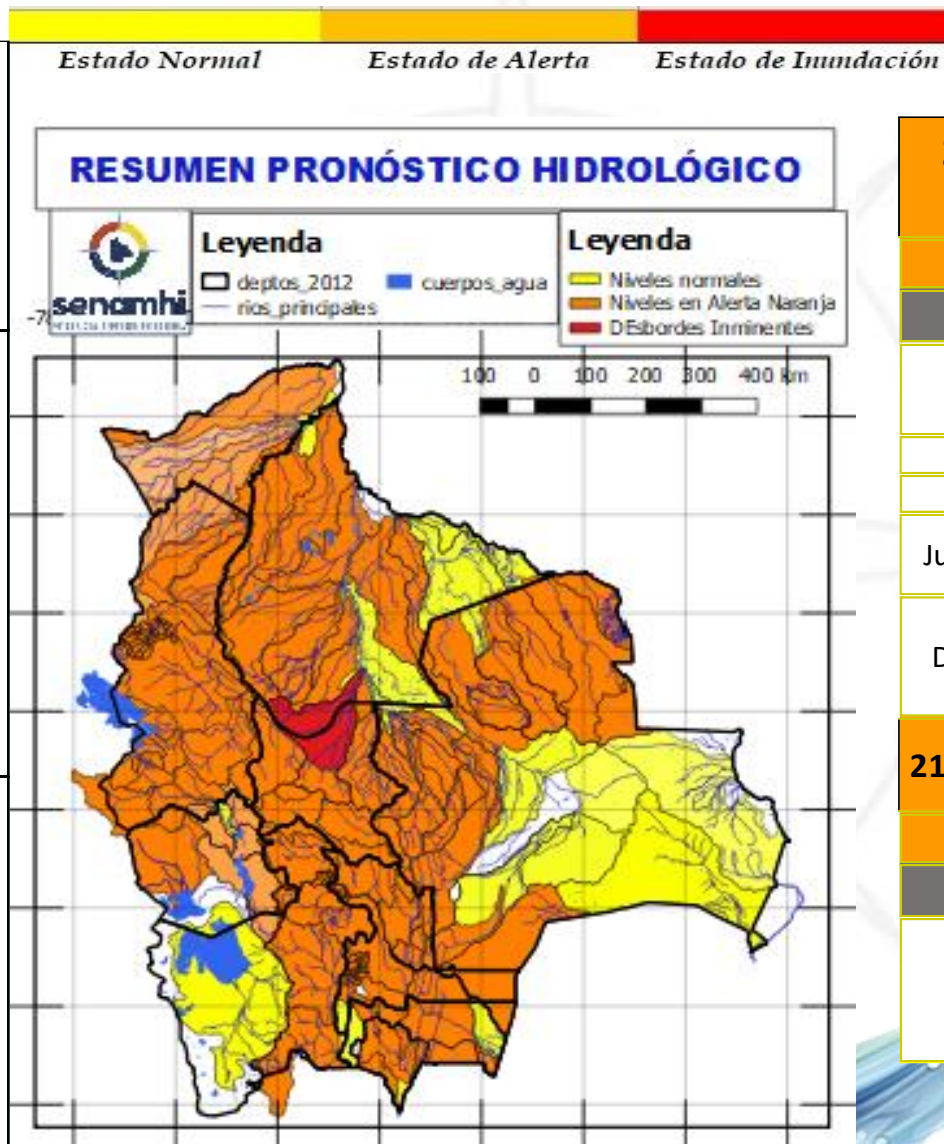 Estado Normal Estado de Alerta Estado de Inundación
RESUMEN PRONÓSTICO HIDROLÓGICO
senamhi
Leyenda
deptos_2012 cuerpos_agua
rios_principales
Leyenda
Niveles normales
Niveles en Alerta Naranja
DEsbordes Inminentes
100 0 100 200 300 400 km
Ju
D
21